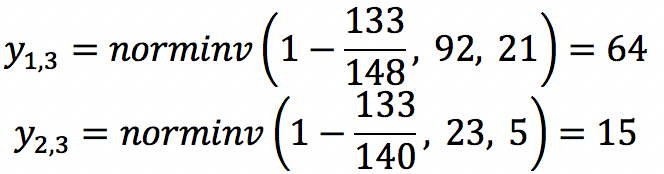 y₁,₃ = norminv(1 − 133/148, 92, 21) = 64
y₂,₃ = norminv(1 − 133/140, 23, 5) = 15